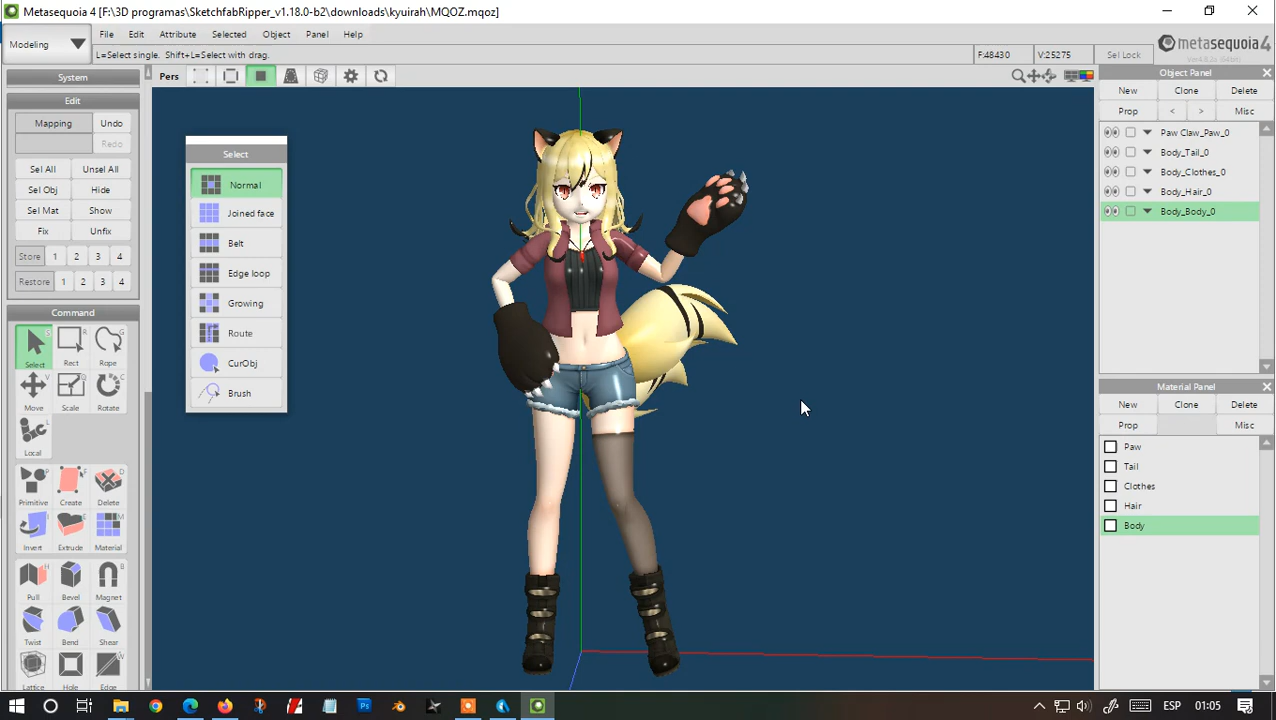 Metasequoia 4 [F:\3D programas\SketchfabRipper_v1.18.0-b2\downloads\kyuirah\MQOZ.mqoz]
Modeling
File Edit Attribute Selected Object Panel Help
L=Select single. Shift+L=Select with drag.
F:48430 V:25275 Sel Lock
metasequoia 4
System
Edit
Mapping Undo
Redo
Sel All Unsel All
Sel Obj Hide
Sel Mat Show
Fix Unfix
Store 1 2 3 4
Restore 1 2 3 4
Command
Select Rect Rope
Move Scale Rotate
Local
Primitive Create Delete
Invert Extrude Material
Pull Bevel Magnet
Twist Bend Shear
Lattice Hole Edge
Pers
Select
Normal
Joined face
Belt
Edge loop
Growing
Route
CurObj
Brush
Object Panel
New Clone Delete
Prop < > Misc
Paw Claw_Paw_0
Body_Tail_0
Body_Clothes_0
Body_Hair_0
Body_Body_0
Material Panel
New Clone Delete
Prop Misc
Paw
Tail
Clothes
Hair
Body
ESP 01:05